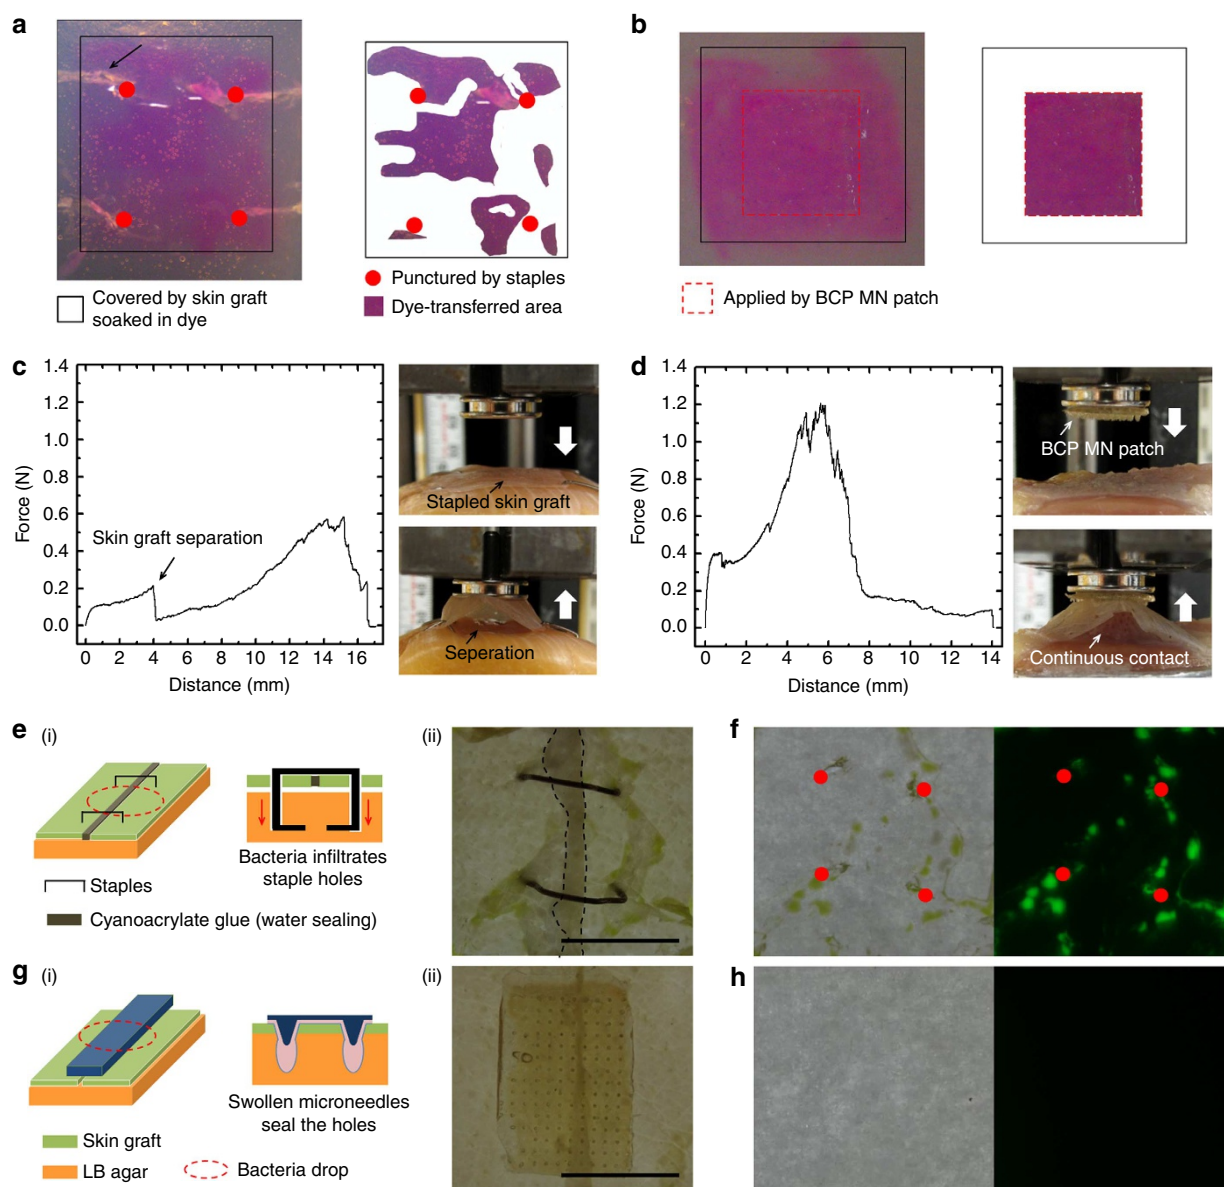 a
Covered by skin graft
soaked in dye
Punctured by staples
Dye-transferred area
b
Applied by BCP MN patch
c
1.4
1.2
1.0
0.8
0.6
0.4
0.2
0.0
Force (N)
Skin graft separation
0 2 4 6 8 10 12 14 16
Distance (mm)
Stapled skin graft
Seperation
d
1.4
1.2
1.0
0.8
0.6
0.4
0.2
0.0
Force (N)
0 2 4 6 8 10 12 14
Distance (mm)
BCP MN patch
Continuous contact
e
(i)
Staples
Cyanoacrylate glue (water sealing)
Bacteria infiltrates
staple holes
(ii)
f
g
(i)
Swollen microneedles
seal the holes
Skin graft
LB agar
Bacteria drop
(ii)
h